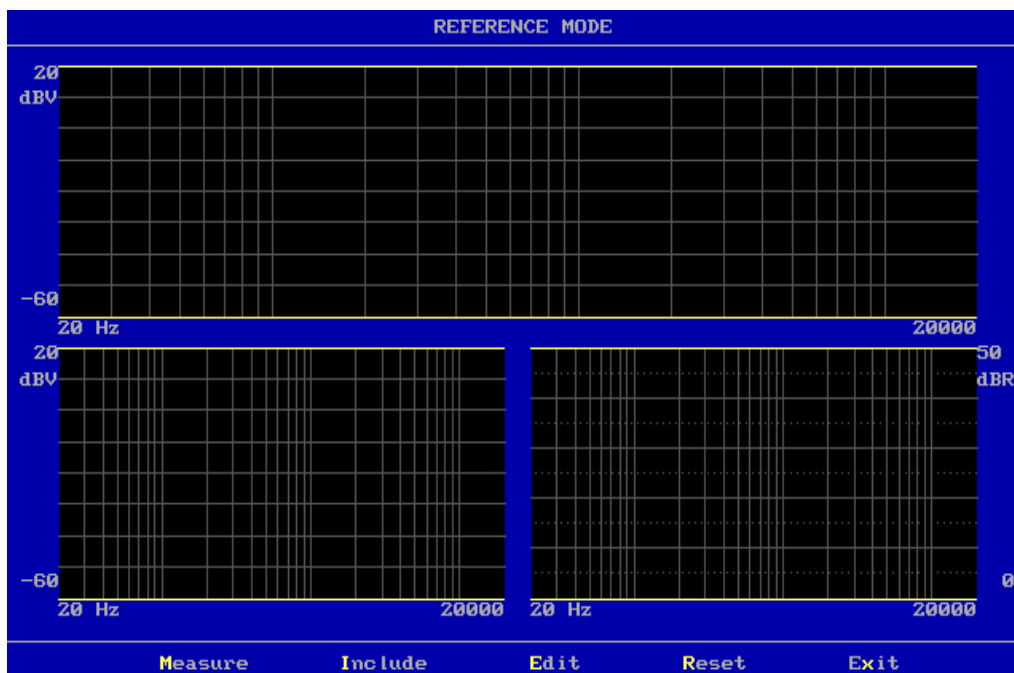 REFERENCE MODE
20
dBV
-60
20 Hz 20000
20
dBV
-60
20 Hz 20000
50
dBR
0
20 Hz 20000
Measure Include Edit Reset Exit